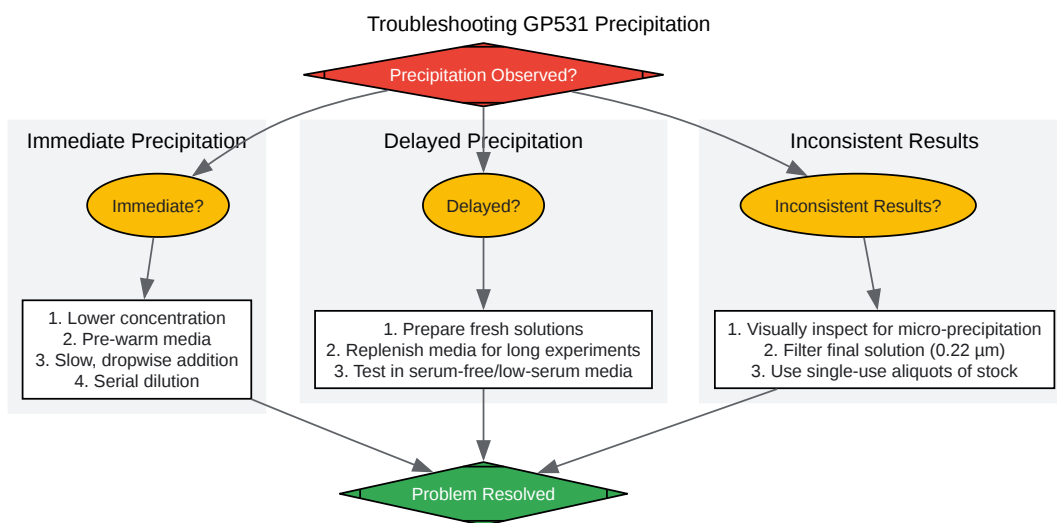 Troubleshooting GP531 Precipitation
Precipitation Observed?
Immediate Precipitation
Immediate?
1. Lower concentration
2. Pre-warm media
3. Slow, dropwise addition
4. Serial dilution
Delayed Precipitation
Delayed?
1. Prepare fresh solutions
2. Replenish media for long experiments
3. Test in serum-free/low-serum media
Inconsistent Results
Inconsistent Results?
1. Visually inspect for micro-precipitation
2. Filter final solution (0.22 µm)
3. Use single-use aliquots of stock
Problem Resolved